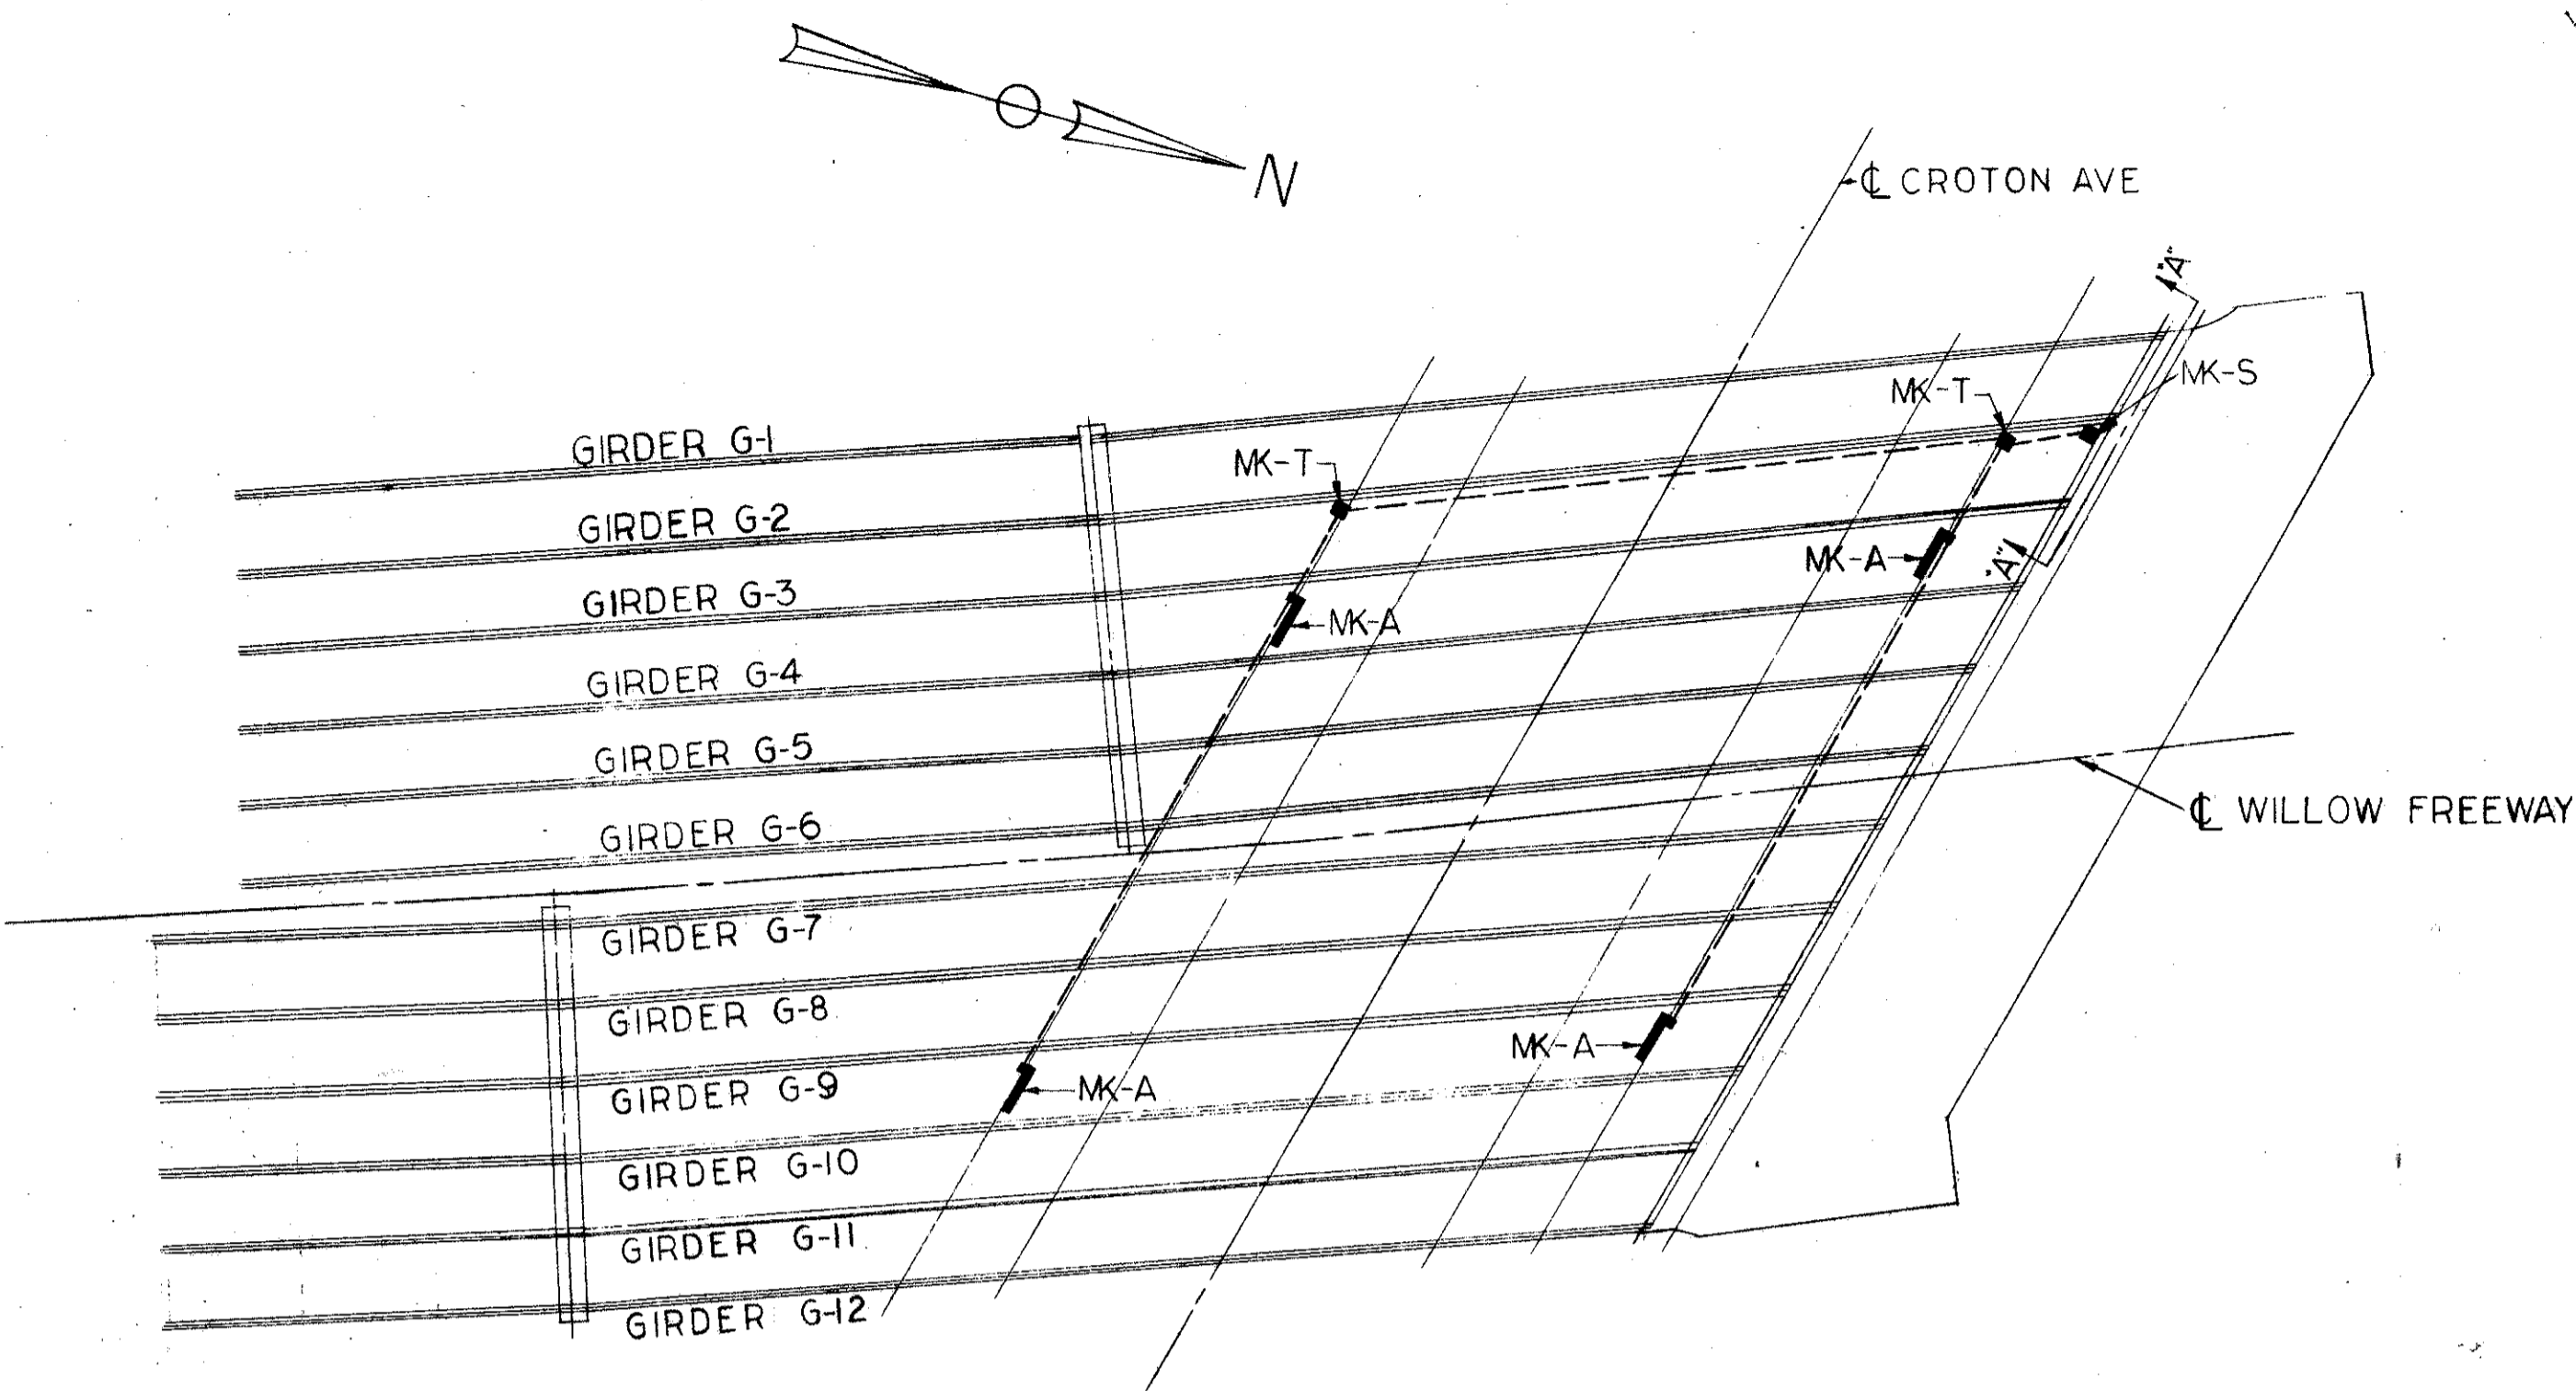 N
℄ CROTON AVE
"A"
MK-S
MK-T
GIRDER G-1
MK-T
GIRDER G-2
MK-A
"A"
GIRDER G-3
MK-A
GIRDER G-4
GIRDER G-5
℄ WILLOW FREEWAY
GIRDER G-6
GIRDER G-7
GIRDER G-8
MK-A
GIRDER G-9
MK-A
GIRDER G-10
GIRDER G-11
GIRDER G-12